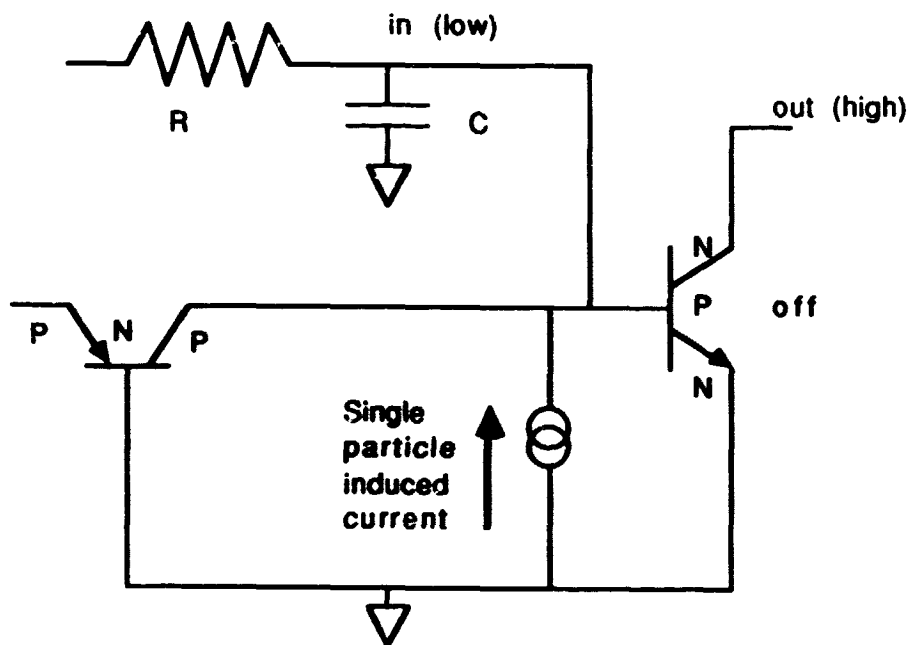 in (low)
R
C
out (high)
N
P
off
N
P
N
P
Single
particle
induced
current